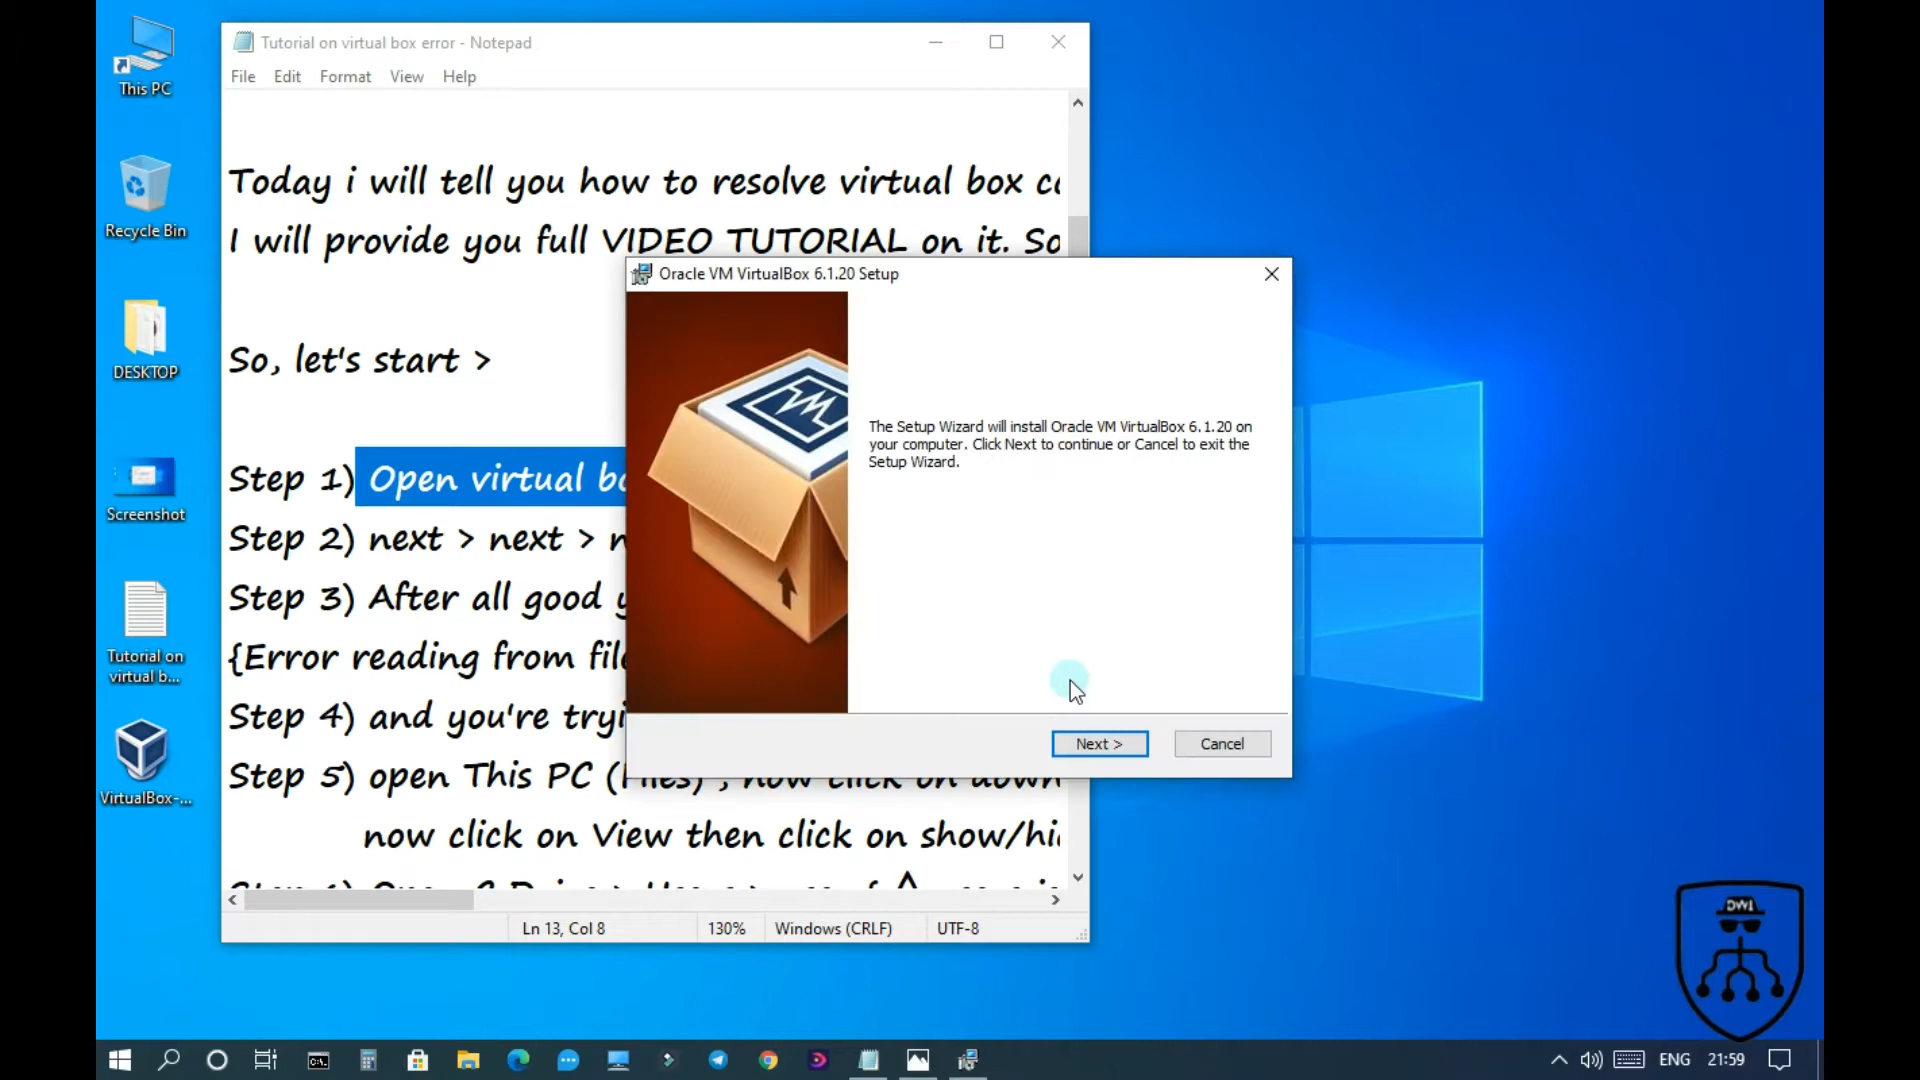 This PC
Recycle Bin
DESKTOP
Screenshot
Tutorial on
virtual b...
VirtualBox-...
Tutorial on virtual box error - Notepad
File Edit Format View Help
Today i will tell you how to resolve virtual box
I will provide you full VIDEO TUTORIAL on it. So
So, let's start >
Step 1) Open virtual
Step 2) next > next >
Step 3) After all good
{Error reading from
Step 4) and you're
Step 5) open This PC (Files) , now click on
now click on View then click on
Ln 13, Col 8
130%
Windows (CRLF)
UTF-8
Oracle VM VirtualBox 6.1.20 Setup
The Setup Wizard will install Oracle VM VirtualBox 6.1.20 on
your computer. Click Next to continue or Cancel to exit the
Setup Wizard.
Next >
Cancel
DWI
ENG
21:59